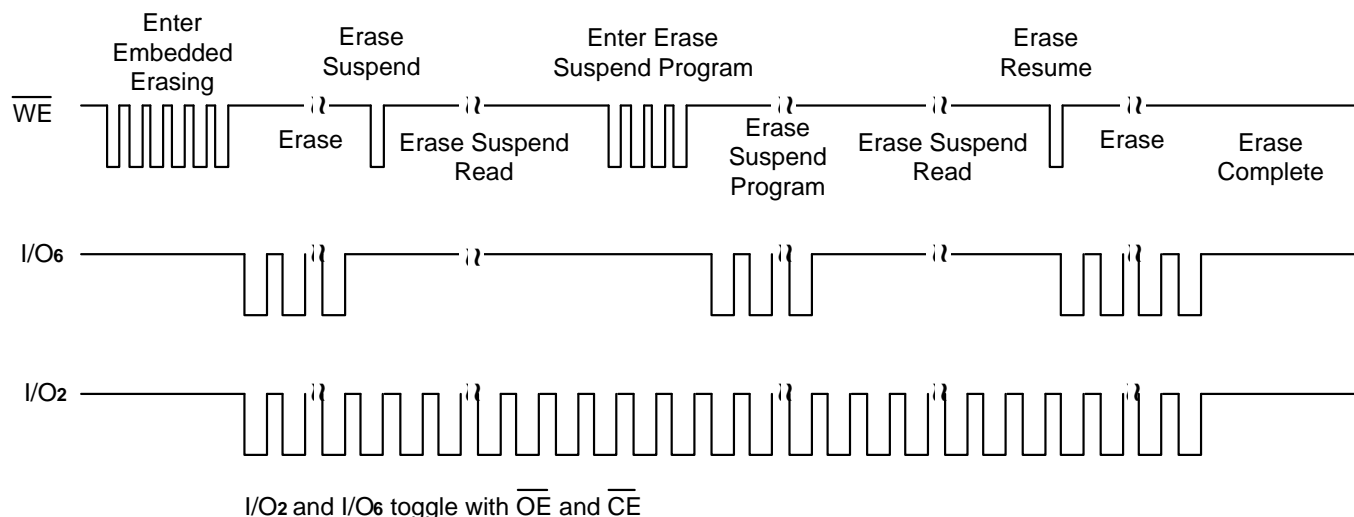 Enter
Embedded
Erasing
Erase
Suspend
Enter Erase
Suspend Program
Erase
Resume
WE
Erase
Erase Suspend
Read
Erase
Suspend
Program
Erase Suspend
Read
Erase
Erase
Complete
I/O6
I/O2
I/O2 and I/O6 toggle with OE and CE